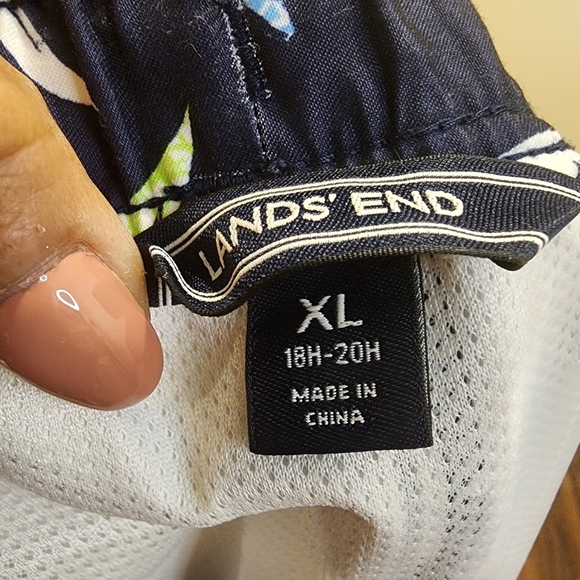 LANDS' END
XL
18H-20H
MADE IN
CHINA